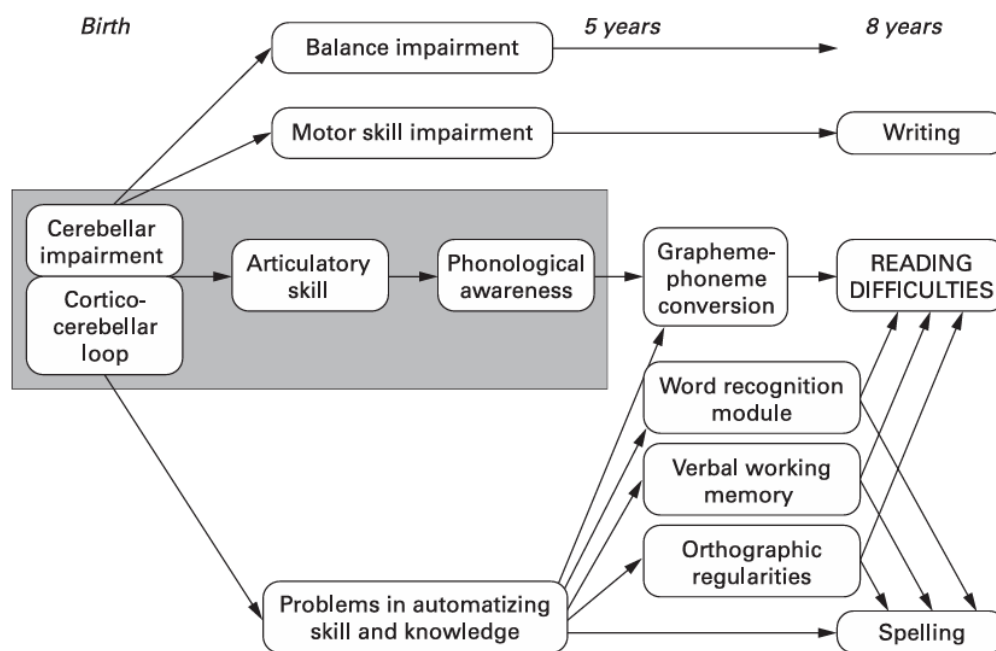 Birth
5 years
8 years
Balance impairment
Motor skill impairment
Writing
Cerebellar
impairment
Cortico-
cerebellar
loop
Articulatory
skill
Phonological
awareness
Grapheme-
phoneme
conversion
READING
DIFFICULTIES
Word recognition
module
Verbal working
memory
Orthographic
regularities
Problems in automatizing
skill and knowledge
Spelling